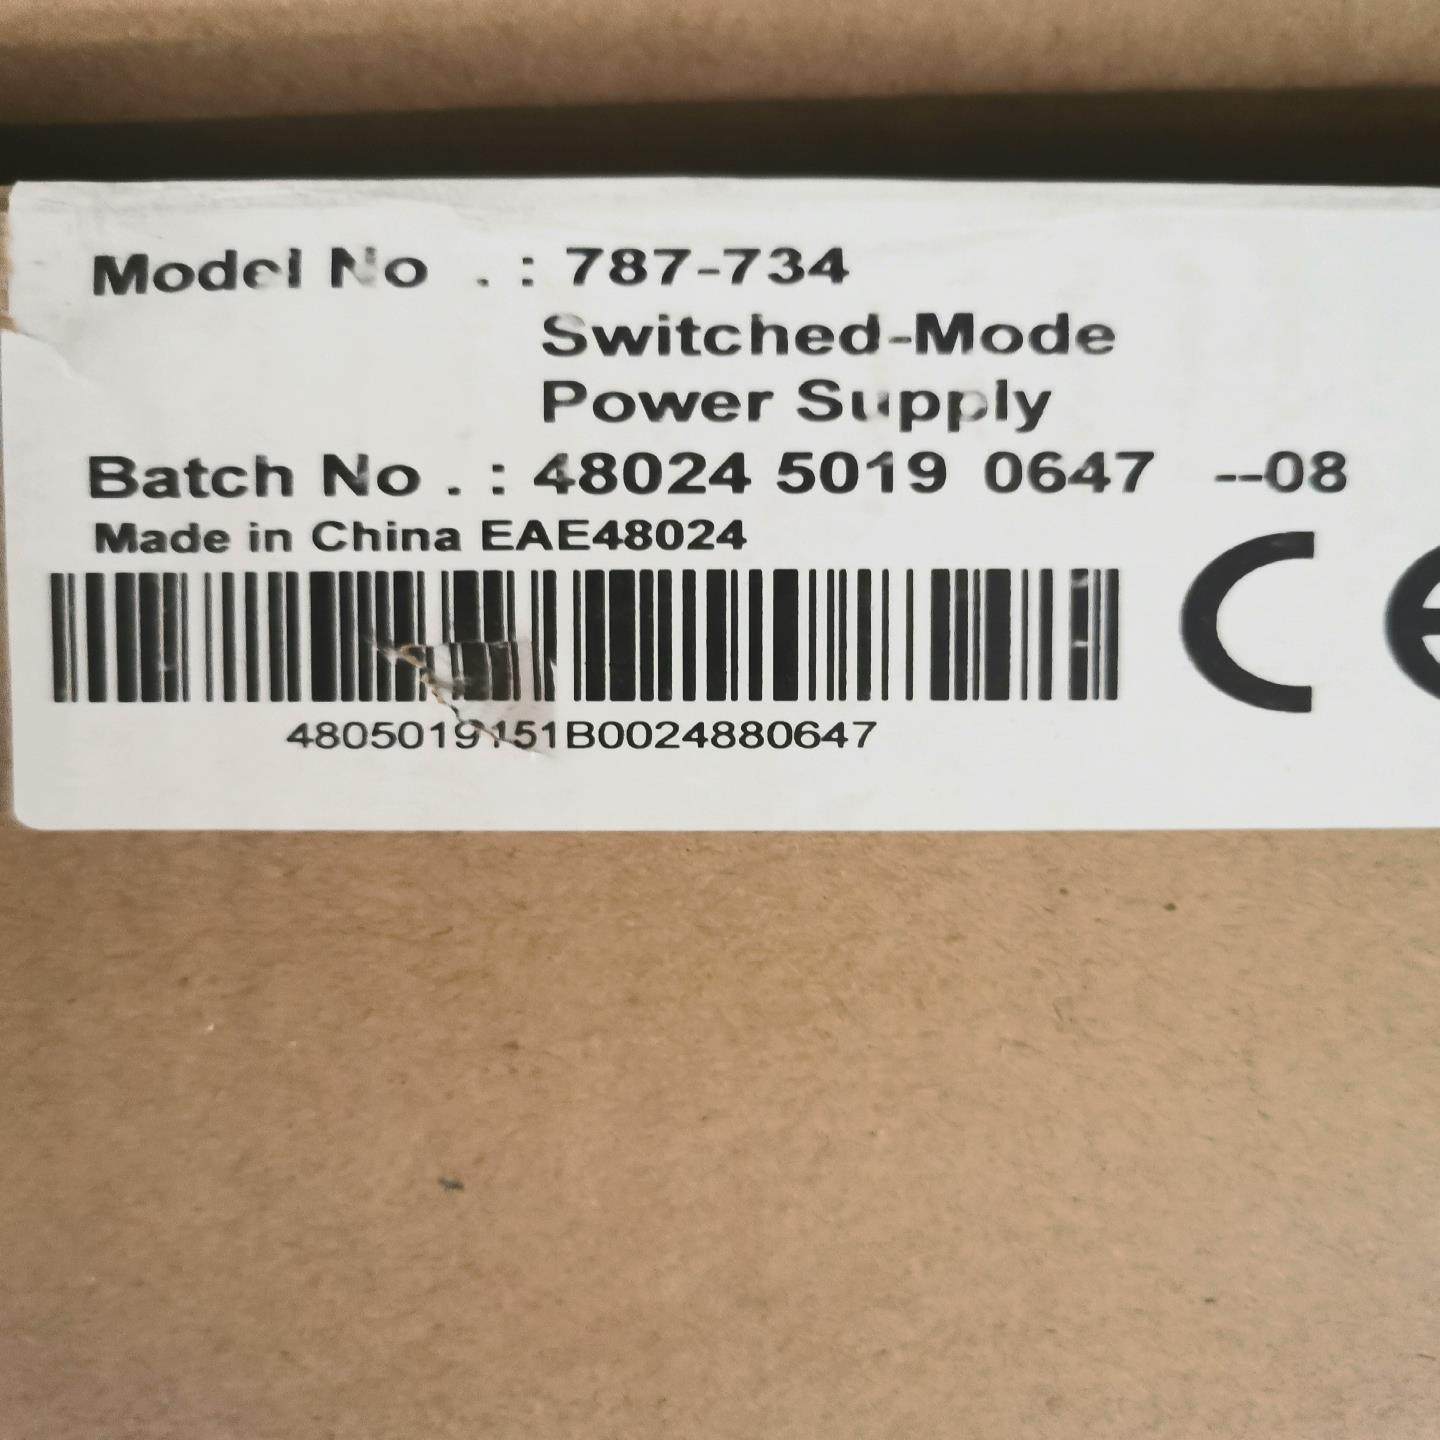 Model No . : 787-734
Switched-Mode
Power Supply
Batch No . : 48024 5019 0647 --08
Made in China EAE48024
CE
4805019151B0024880647